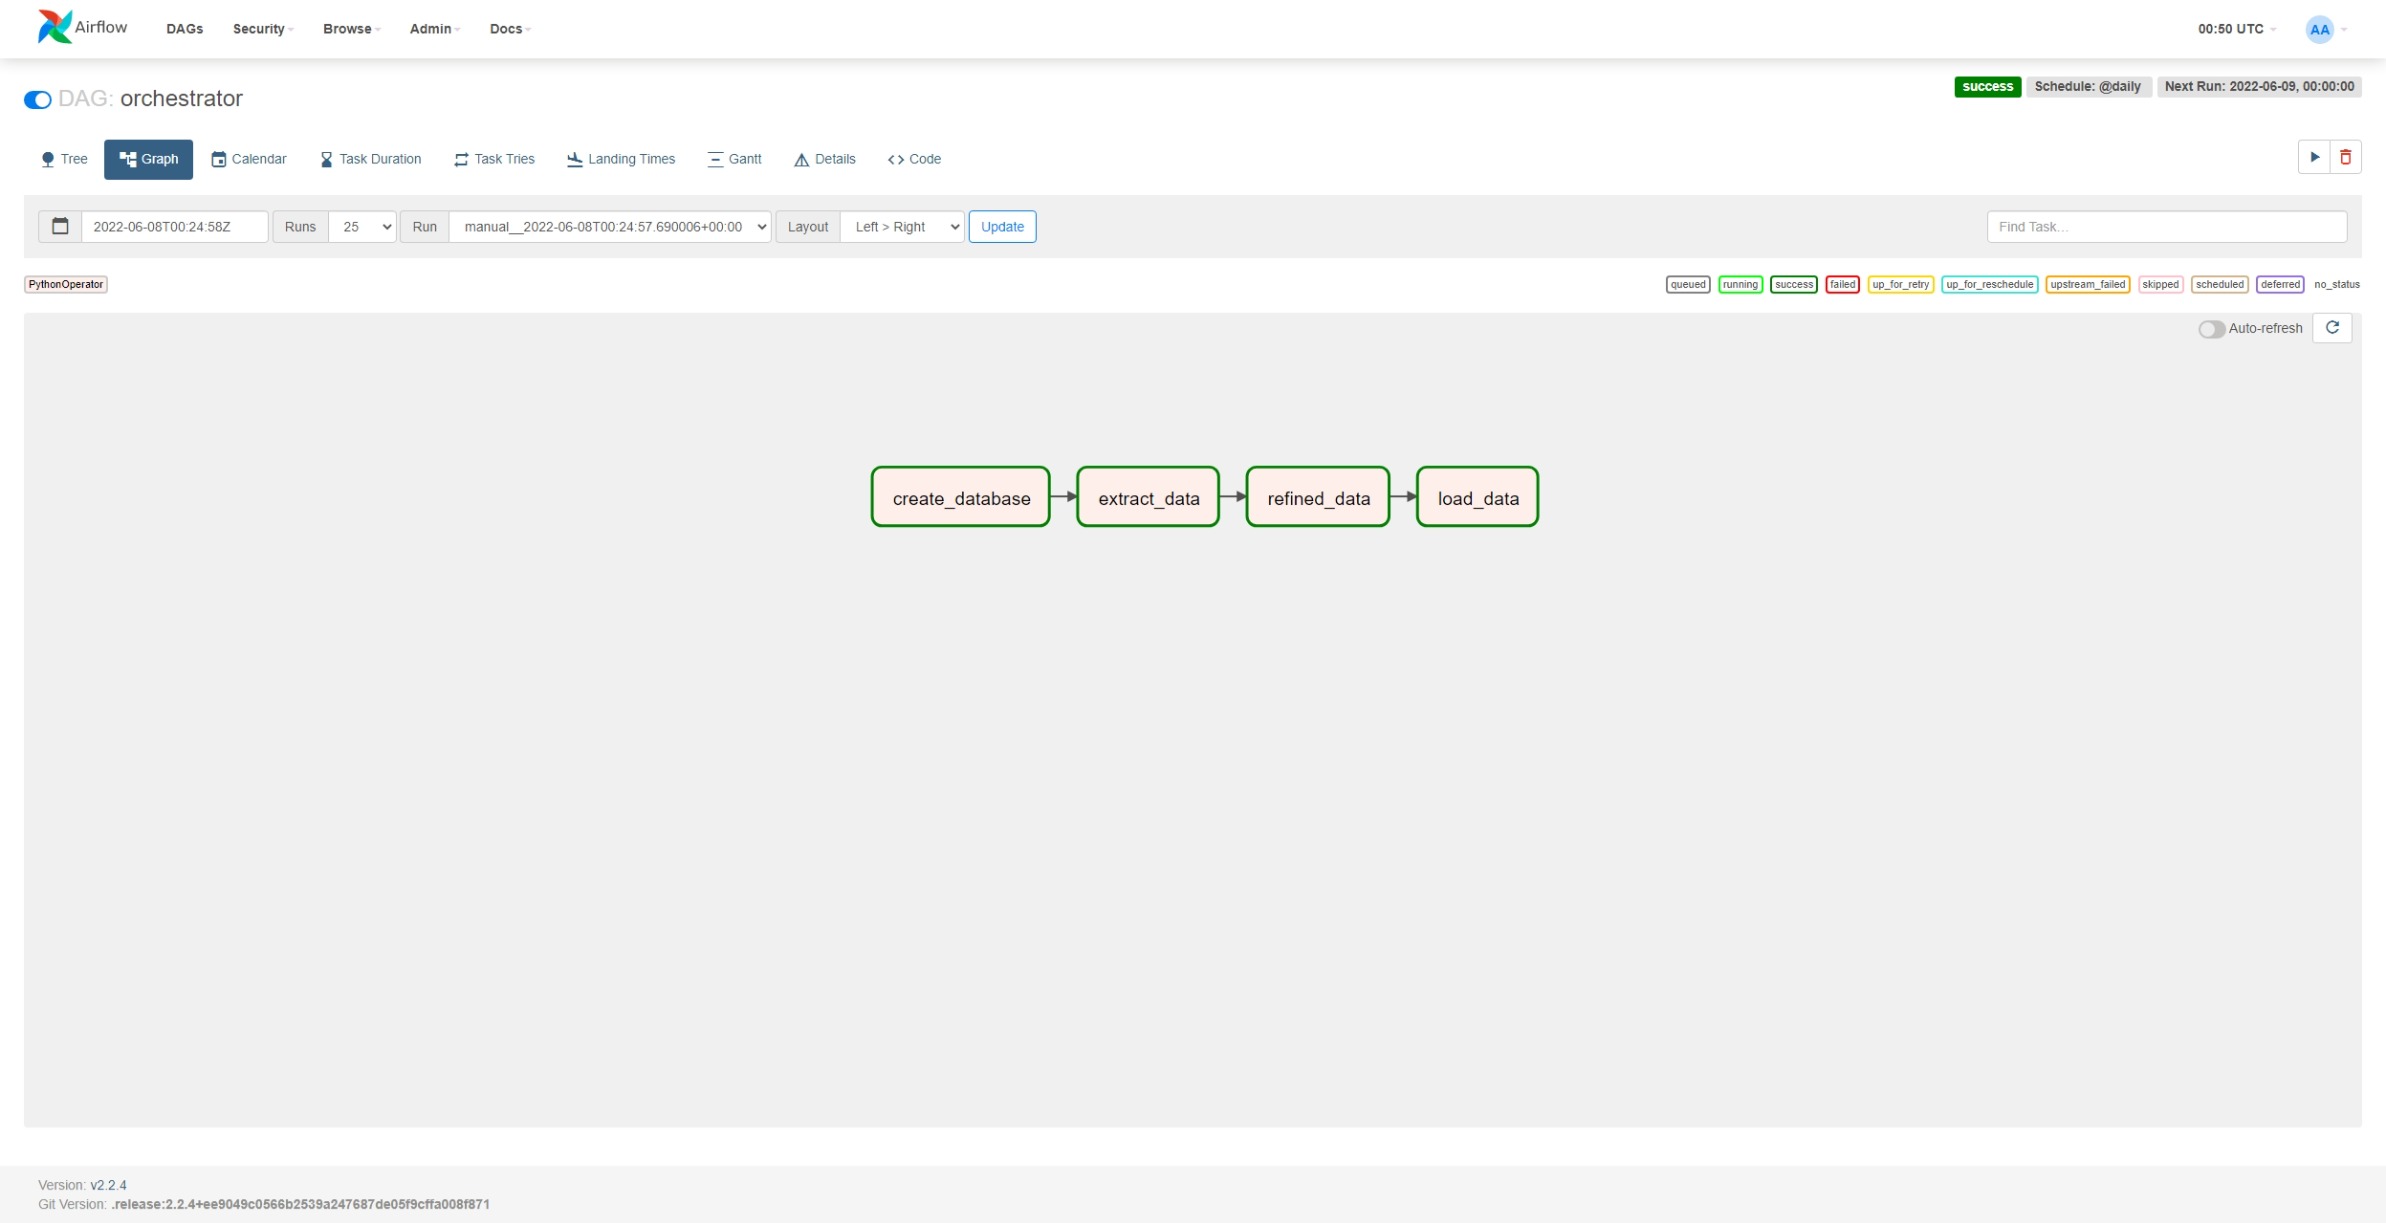 Airflow DAGs Security Browse Admin Docs 00:50 UTC AA
success Schedule: @daily Next Run: 2022-06-09, 00:00:00
DAG: orchestrator
Tree Graph Calendar Task Duration Task Tries Landing Times Gantt Details Code
2022-06-08T00:24:58Z Runs 25 Run manual__2022-06-08T00:24:57.690006+00:00 Layout Left > Right Update Find Task...
PythonOperator queued running success failed up_for_retry up_for_reschedule upstream_failed skipped scheduled deferred no_status
Auto-refresh
create_database extract_data refined_data load_data
Version: v2.2.4
Git Version: .release:2.2.4+ee9049c0566b2539a247687de05f9cffa008f871